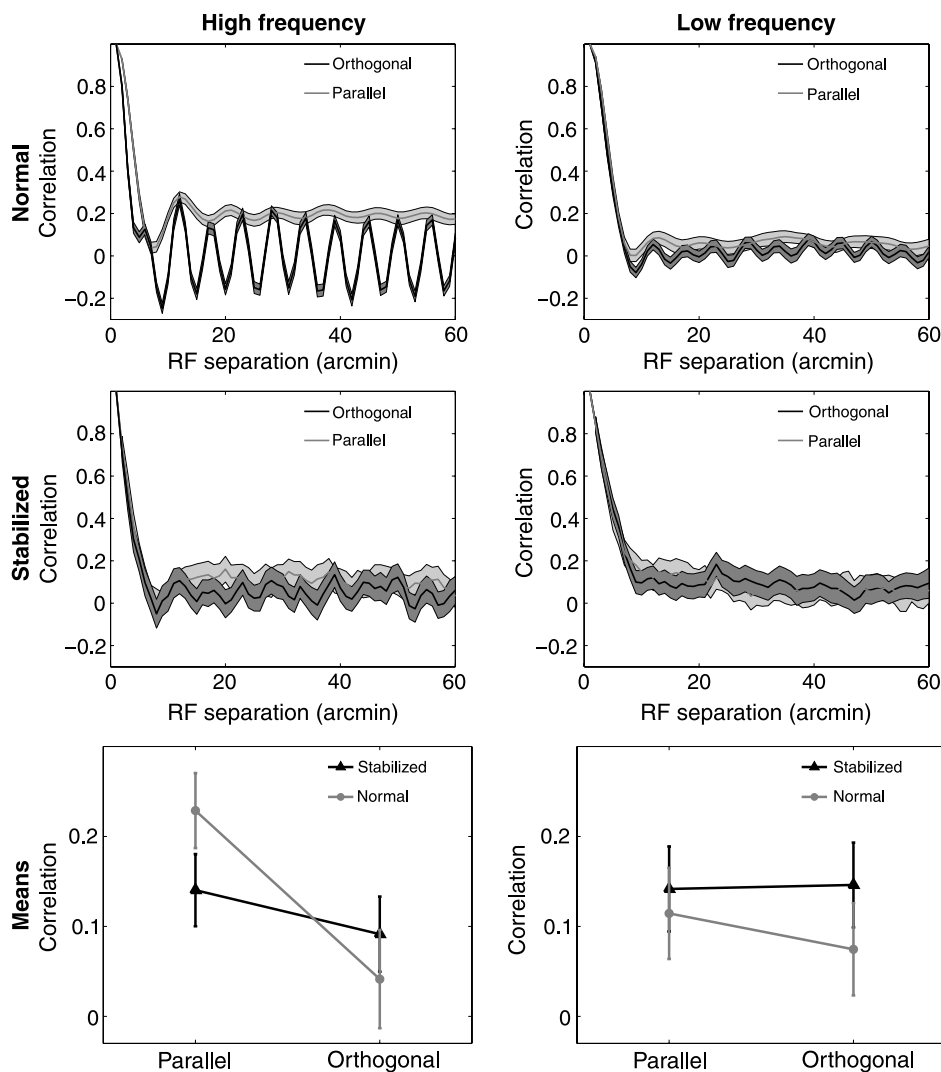 High frequency
Low frequency
Normal
Correlation
0.8
0.6
0.4
0.2
0
−0.2
Orthogonal
Parallel
0
20
40
60
RF separation (arcmin)
Correlation
0.8
0.6
0.4
0.2
0
−0.2
Orthogonal
Parallel
0
20
40
60
RF separation (arcmin)
Stabilized
Correlation
0.8
0.6
0.4
0.2
0
−0.2
Orthogonal
Parallel
0
20
40
60
RF separation (arcmin)
Correlation
0.8
0.6
0.4
0.2
0
−0.2
Orthogonal
Parallel
0
20
40
60
RF separation (arcmin)
Means
Correlation
0.2
0.1
0
Stabilized
Normal
Parallel
Orthogonal
Correlation
0.2
0.1
0
Stabilized
Normal
Parallel
Orthogonal